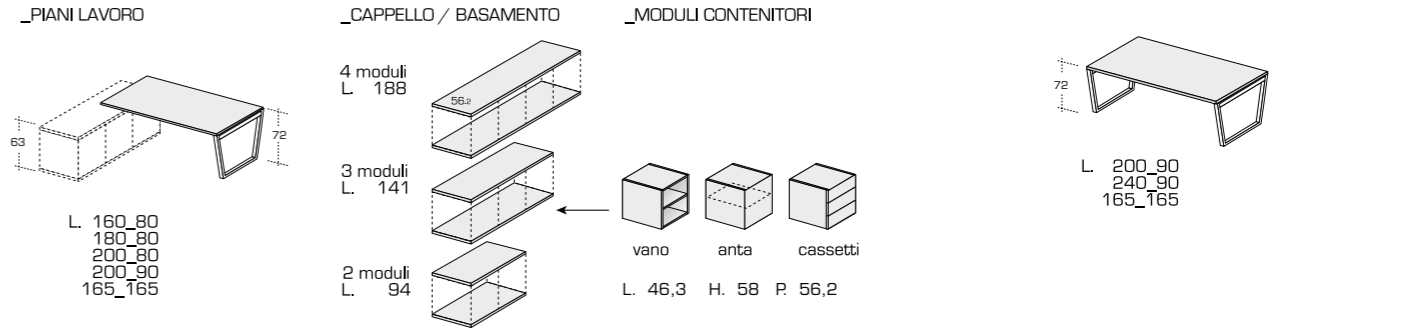 _PIANI LAVORO
63
72
L. 160_80
180_80
200_80
200_90
165_165
_CAPPELLO / BASAMENTO
4 moduli
L. 188
56.2
3 moduli
L. 141
2 moduli
L. 94
_MODULI CONTENITORI
vano anta cassetti
L. 46,3 H. 58 P. 56,2
72
L. 200_90
240_90
165_165